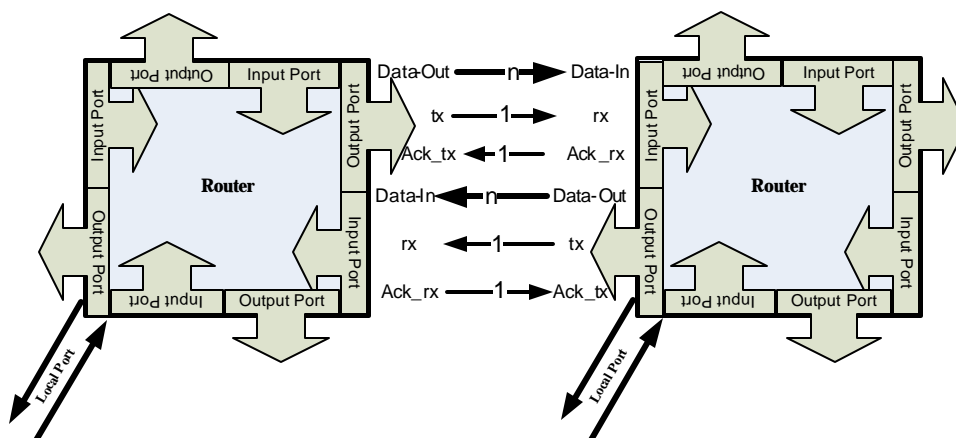 Output Port
Input Port
Input Port
Output Port
Router
Output Port
Input Port
Input Port
Output Port
Local Port
Data-Out n Data-In
tx 1 rx
Ack_tx 1 Ack_rx
Data-In n Data-Out
rx 1 tx
Ack_rx 1 Ack_tx
Output Port
Input Port
Input Port
Output Port
Router
Output Port
Input Port
Input Port
Output Port
Local Port